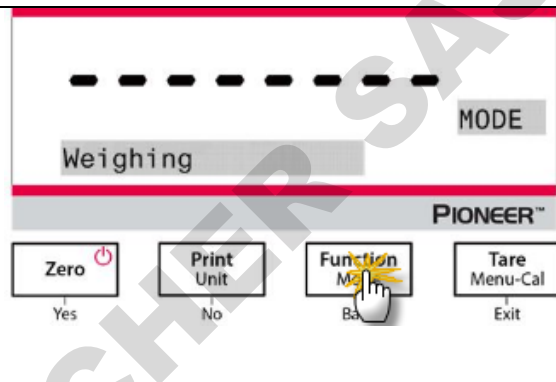 - - - - - - - -
MODE
Weighing
PIONEER™
Zero Print Function Tare
Unit Menu-Cal
Yes No Exit